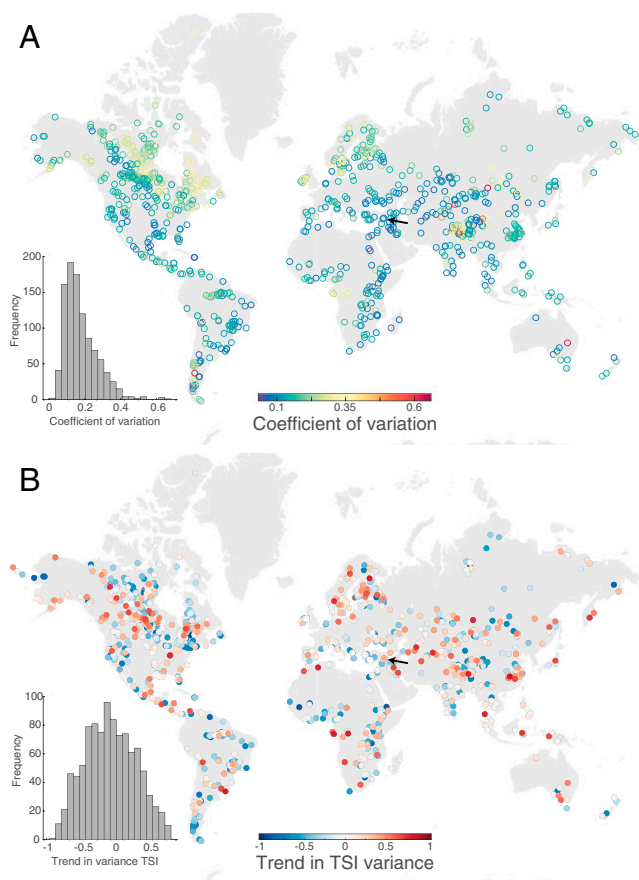 A
200
150
100
50
0
Frequency
0 0.2 0.4 0.6
Coefficient of variation
0.1 0.35 0.6
Coefficient of variation
B
100
80
60
40
20
0
Frequency
-1 -0.5 0 0.5
Trend in variance TSI
-1 -0.5 0 0.5 1
Trend in TSI variance